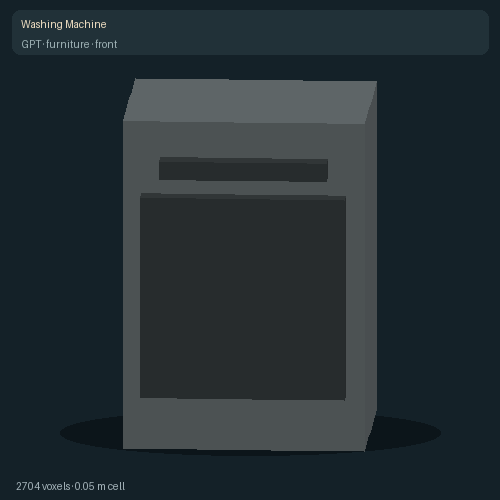 Washing Machine
GPT · furniture · front
2704 voxels · 0.05 m cell